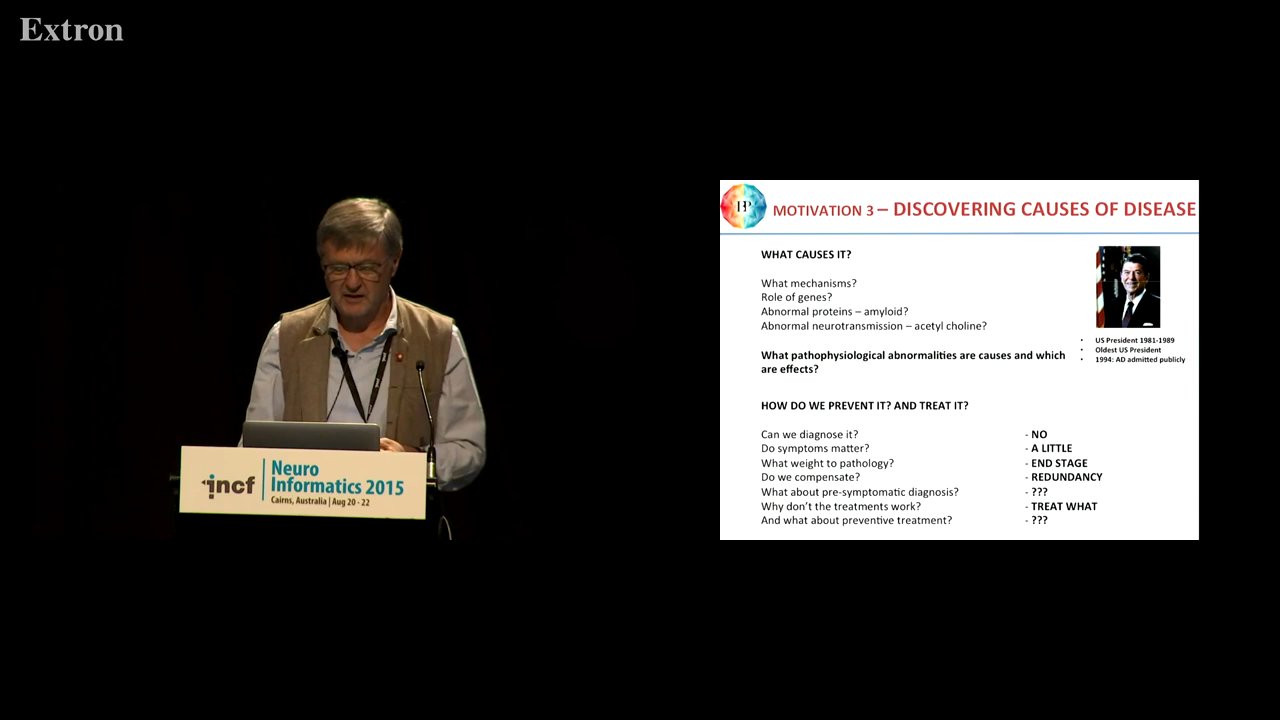 Extron
incf
Neuro
Informatics 2015
Cairns, Australia | Aug 20 - 22
MOTIVATION 3 – DISCOVERING CAUSES OF DISEASE
WHAT CAUSES IT?
What mechanisms?
Role of genes?
Abnormal proteins – amyloid?
Abnormal neurotransmission – acetyl choline?
What pathophysiological abnormalities are causes and which
are effects?
• US President 1981-1989
• Oldest US President
• 1994: AD admitted publicly
HOW DO WE PREVENT IT? AND TREAT IT?
Can we diagnose it? - NO
Do symptoms matter? - A LITTLE
What weight to pathology? - END STAGE
Do we compensate? - REDUNDANCY
What about pre-symptomatic diagnosis? - ???
Why don't the treatments work? - TREAT WHAT
And what about preventive treatment? - ???